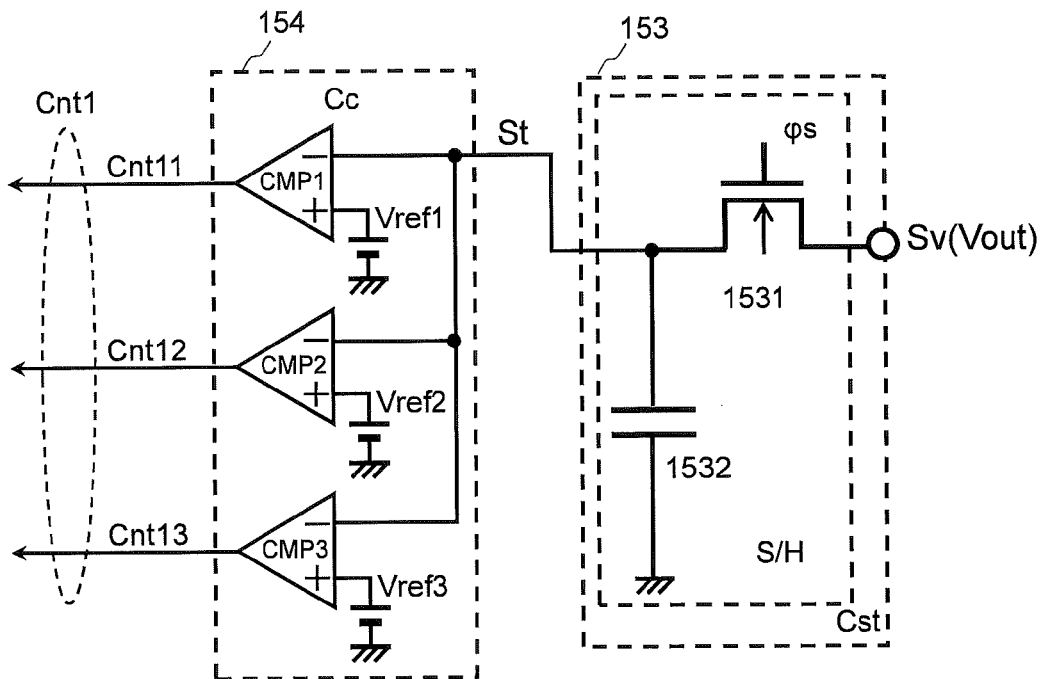 154
153
Cnt1
Cc
St
φs
Cnt11
CMP1
−
+
Vref1
Sv(Vout)
1531
Cnt12
CMP2
−
+
Vref2
1532
Cnt13
CMP3
−
+
Vref3
S/H
Cst